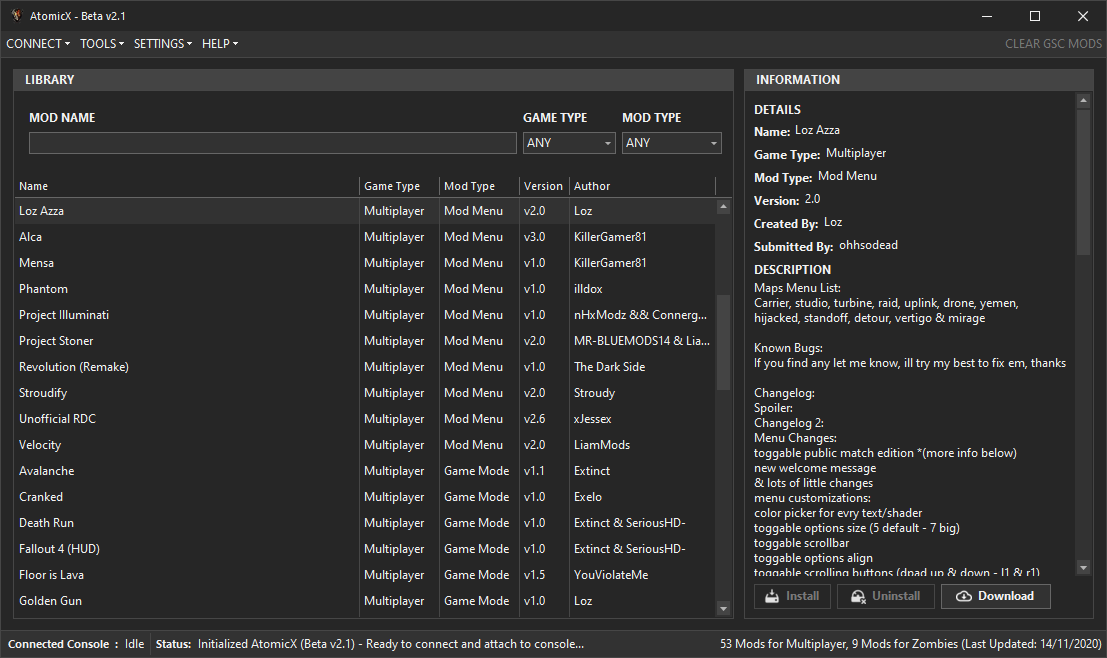 AtomicX - Beta v2.1
CONNECT TOOLS SETTINGS HELP CLEAR GSC MODS
LIBRARY
MOD NAME GAME TYPE MOD TYPE
ANY ANY
Name Game Type Mod Type Version Author
Loz Azza Multiplayer Mod Menu v2.0 Loz
Alca Multiplayer Mod Menu v3.0 KillerGamer81
Mensa Multiplayer Mod Menu v1.0 KillerGamer81
Phantom Multiplayer Mod Menu v1.0 illdox
Project Illuminati Multiplayer Mod Menu v1.0 nHxModz && Connerg...
Project Stoner Multiplayer Mod Menu v2.0 MR-BLUEMODS14 & Lia...
Revolution (Remake) Multiplayer Mod Menu v1.0 The Dark Side
Stroudify Multiplayer Mod Menu v2.0 Stroudy
Unofficial RDC Multiplayer Mod Menu v2.6 xJessex
Velocity Multiplayer Mod Menu v2.0 LiamMods
Avalanche Multiplayer Game Mode v1.1 Extinct
Cranked Multiplayer Game Mode v1.0 Exelo
Death Run Multiplayer Game Mode v1.0 Extinct & SeriousHD-
Fallout 4 (HUD) Multiplayer Game Mode v1.0 Extinct & SeriousHD-
Floor is Lava Multiplayer Game Mode v1.5 YouViolateMe
Golden Gun Multiplayer Game Mode v1.0 Loz
INFORMATION
DETAILS
Name: Loz Azza
Game Type: Multiplayer
Mod Type: Mod Menu
Version: 2.0
Created By: Loz
Submitted By: ohhsodead
DESCRIPTION
Maps Menu List:
Carrier, studio, turbine, raid, uplink, drone, yemen,
hijacked, standoff, detour, vertigo & mirage
Known Bugs:
If you find any let me know, ill try my best to fix em, thanks
Changelog:
Spoiler:
Changelog 2:
Menu Changes:
toggable public match edition *(more info below)
new welcome message
& lots of little changes
menu customizations:
color picker for evry text/shader
toggable options size (5 default - 7 big)
toggable scrollbar
toggable options align
toggable scrolling buttons (dpad up & down - l1 & r1)
Install Uninstall Download
Connected Console : Idle Status: Initialized AtomicX (Beta v2.1) - Ready to connect and attach to console... 53 Mods for Multiplayer, 9 Mods for Zombies (Last Updated: 14/11/2020)